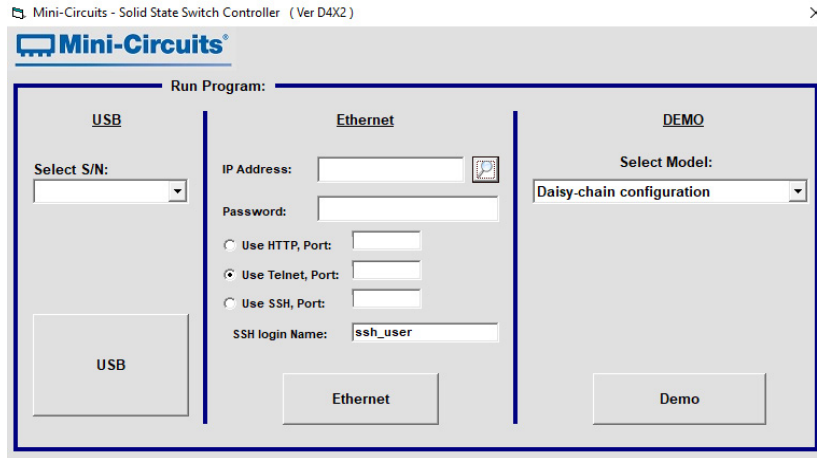 Mini-Circuits - Solid State Switch Controller ( Ver D4X2 )
Mini-Circuits®
Run Program:
USB
Select S/N:
USB
Ethernet
IP Address:
Password:
Use HTTP, Port:
Use Telnet, Port:
Use SSH, Port:
SSH login Name: ssh_user
Ethernet
DEMO
Select Model:
Daisy-chain configuration
Demo